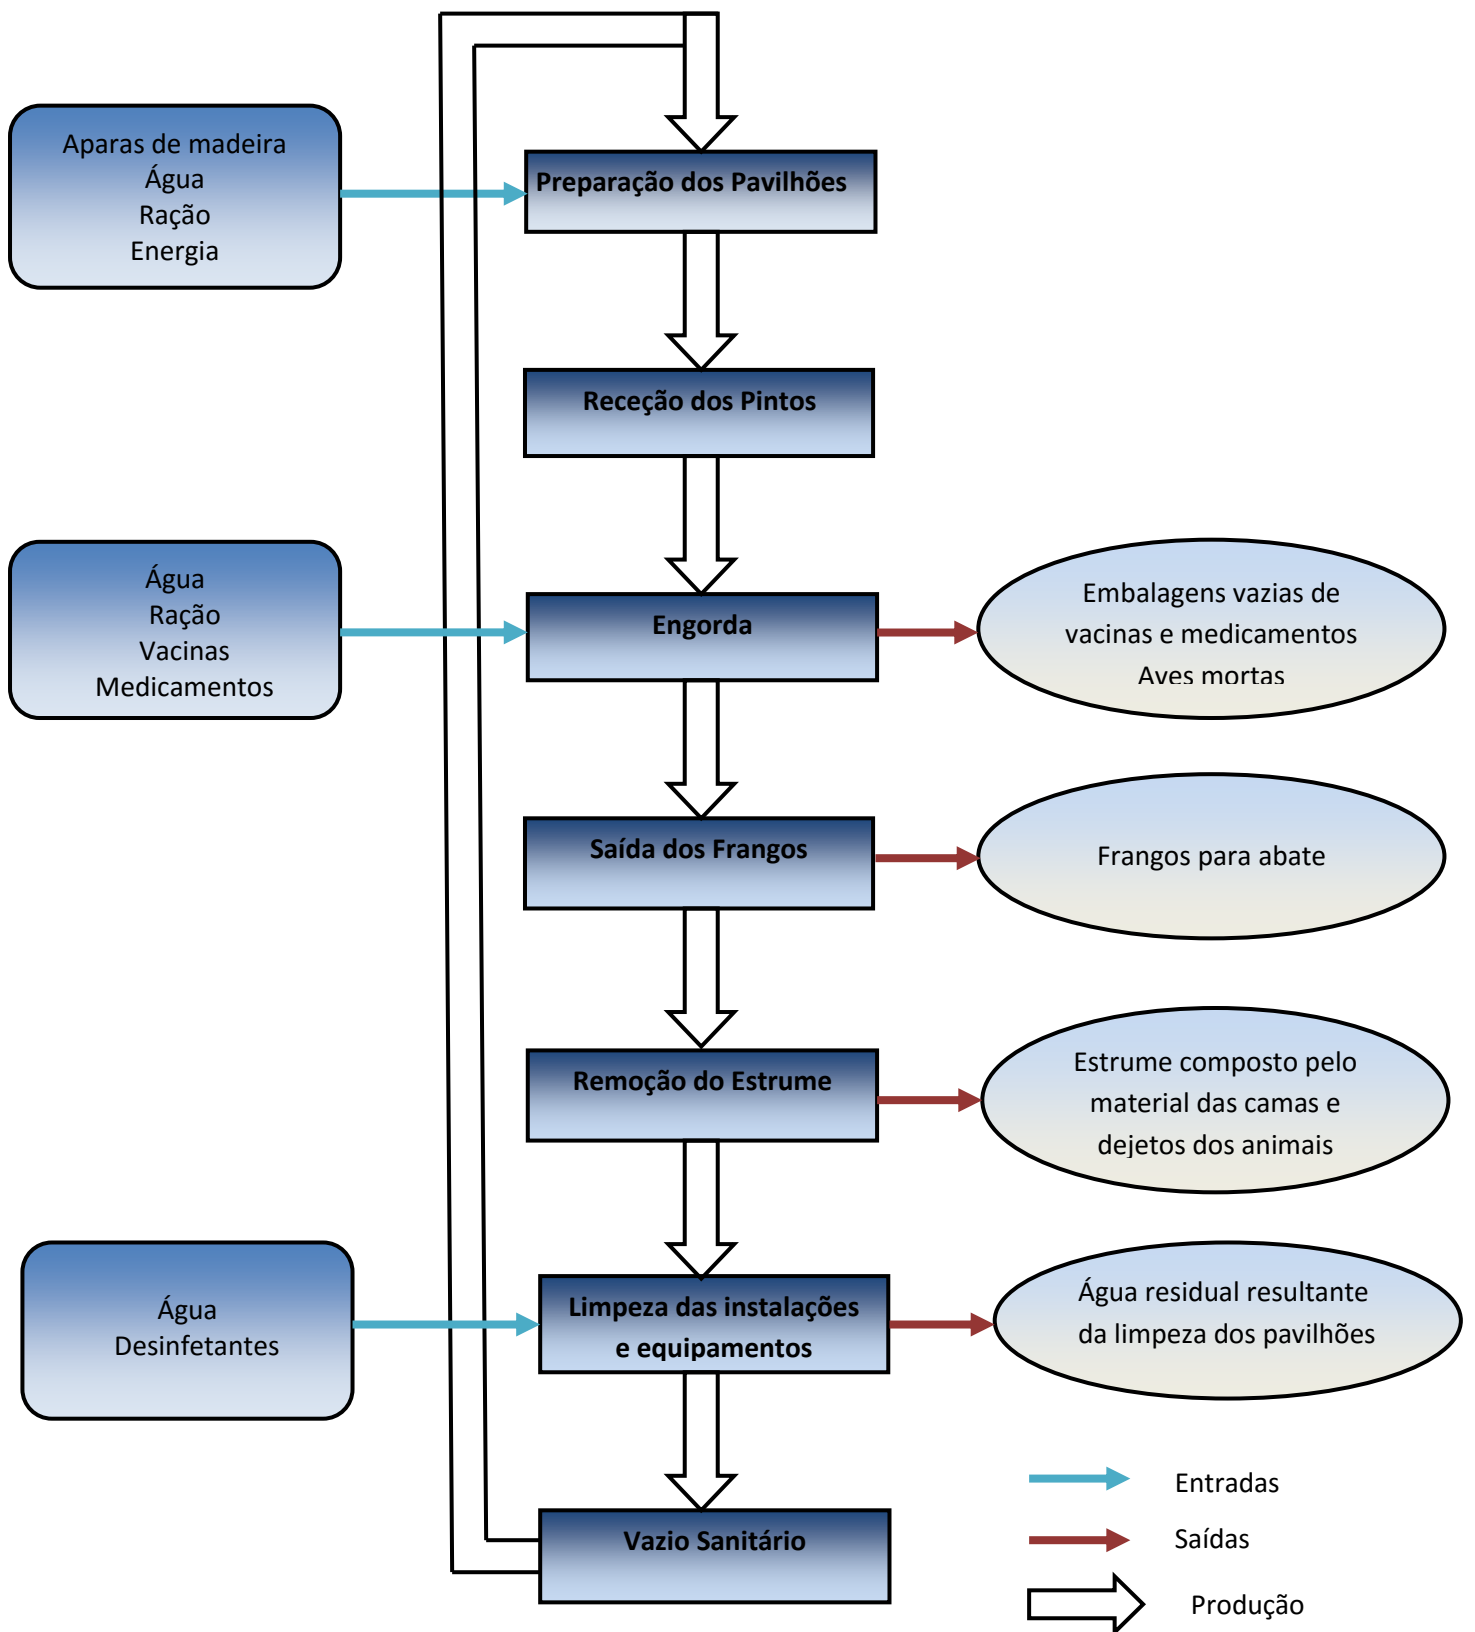 Aparas de madeira
Água
Ração
Energia
Preparação dos Pavilhões
Receção dos Pintos
Água
Ração
Vacinas
Medicamentos
Engorda
Embalagens vazias de
vacinas e medicamentos
Aves mortas
Saída dos Frangos
Frangos para abate
Remoção do Estrume
Estrume composto pelo
material das camas e
dejetos dos animais
Água
Desinfetantes
Limpeza das instalações
e equipamentos
Água residual resultante
da limpeza dos pavilhões
Vazio Sanitário
Entradas
Saídas
Produção